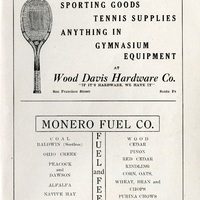 SPORTING GOODS
TENNIS SUPPLIES
ANYTHING IN
GYMNASIUM
EQUIPMENT
AT
Wood Davis Hardware Co.
"IF IT'S HARDWARE, WE HAVE IT"
San Francisco Street Santa Fe
MONERO FUEL CO.
FUEL and FEED
COAL
BALDWIN (Smithing)
OHIO CREEK
PEACOCK
and
DAWSON
ALFALFA
NATIVE HAY
WOOD
CEDAR
PINON
RED CEDAR
KINDLING
CORN, OATS,
WHEAT, BRAN and
CHOPS
PURINA CHOWS